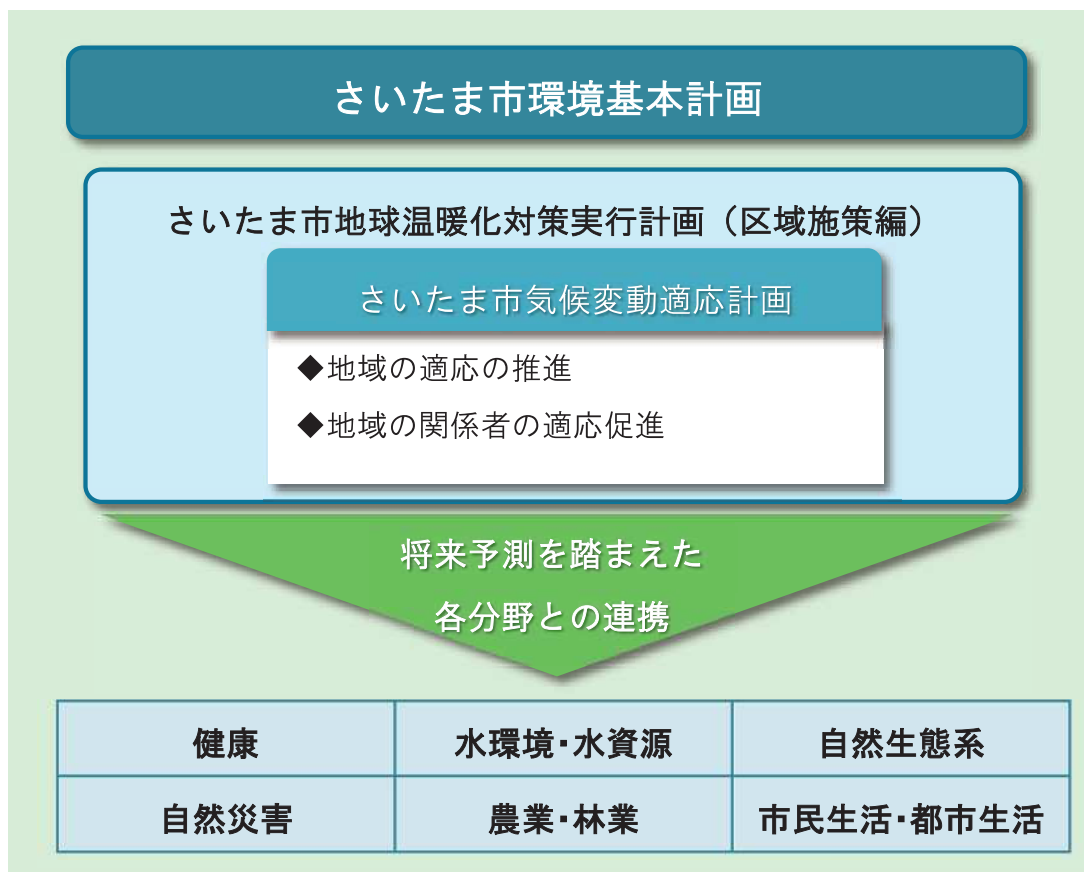 さいたま市環境基本計画
さいたま市地球温暖化対策実行計画（区域施策編）
さいたま市気候変動適応計画
◆地域の適応の推進
◆地域の関係者の適応促進
将来予測を踏まえた
各分野との連携
健康 水環境・水資源 自然生態系
自然災害 農業・林業 市民生活・都市生活